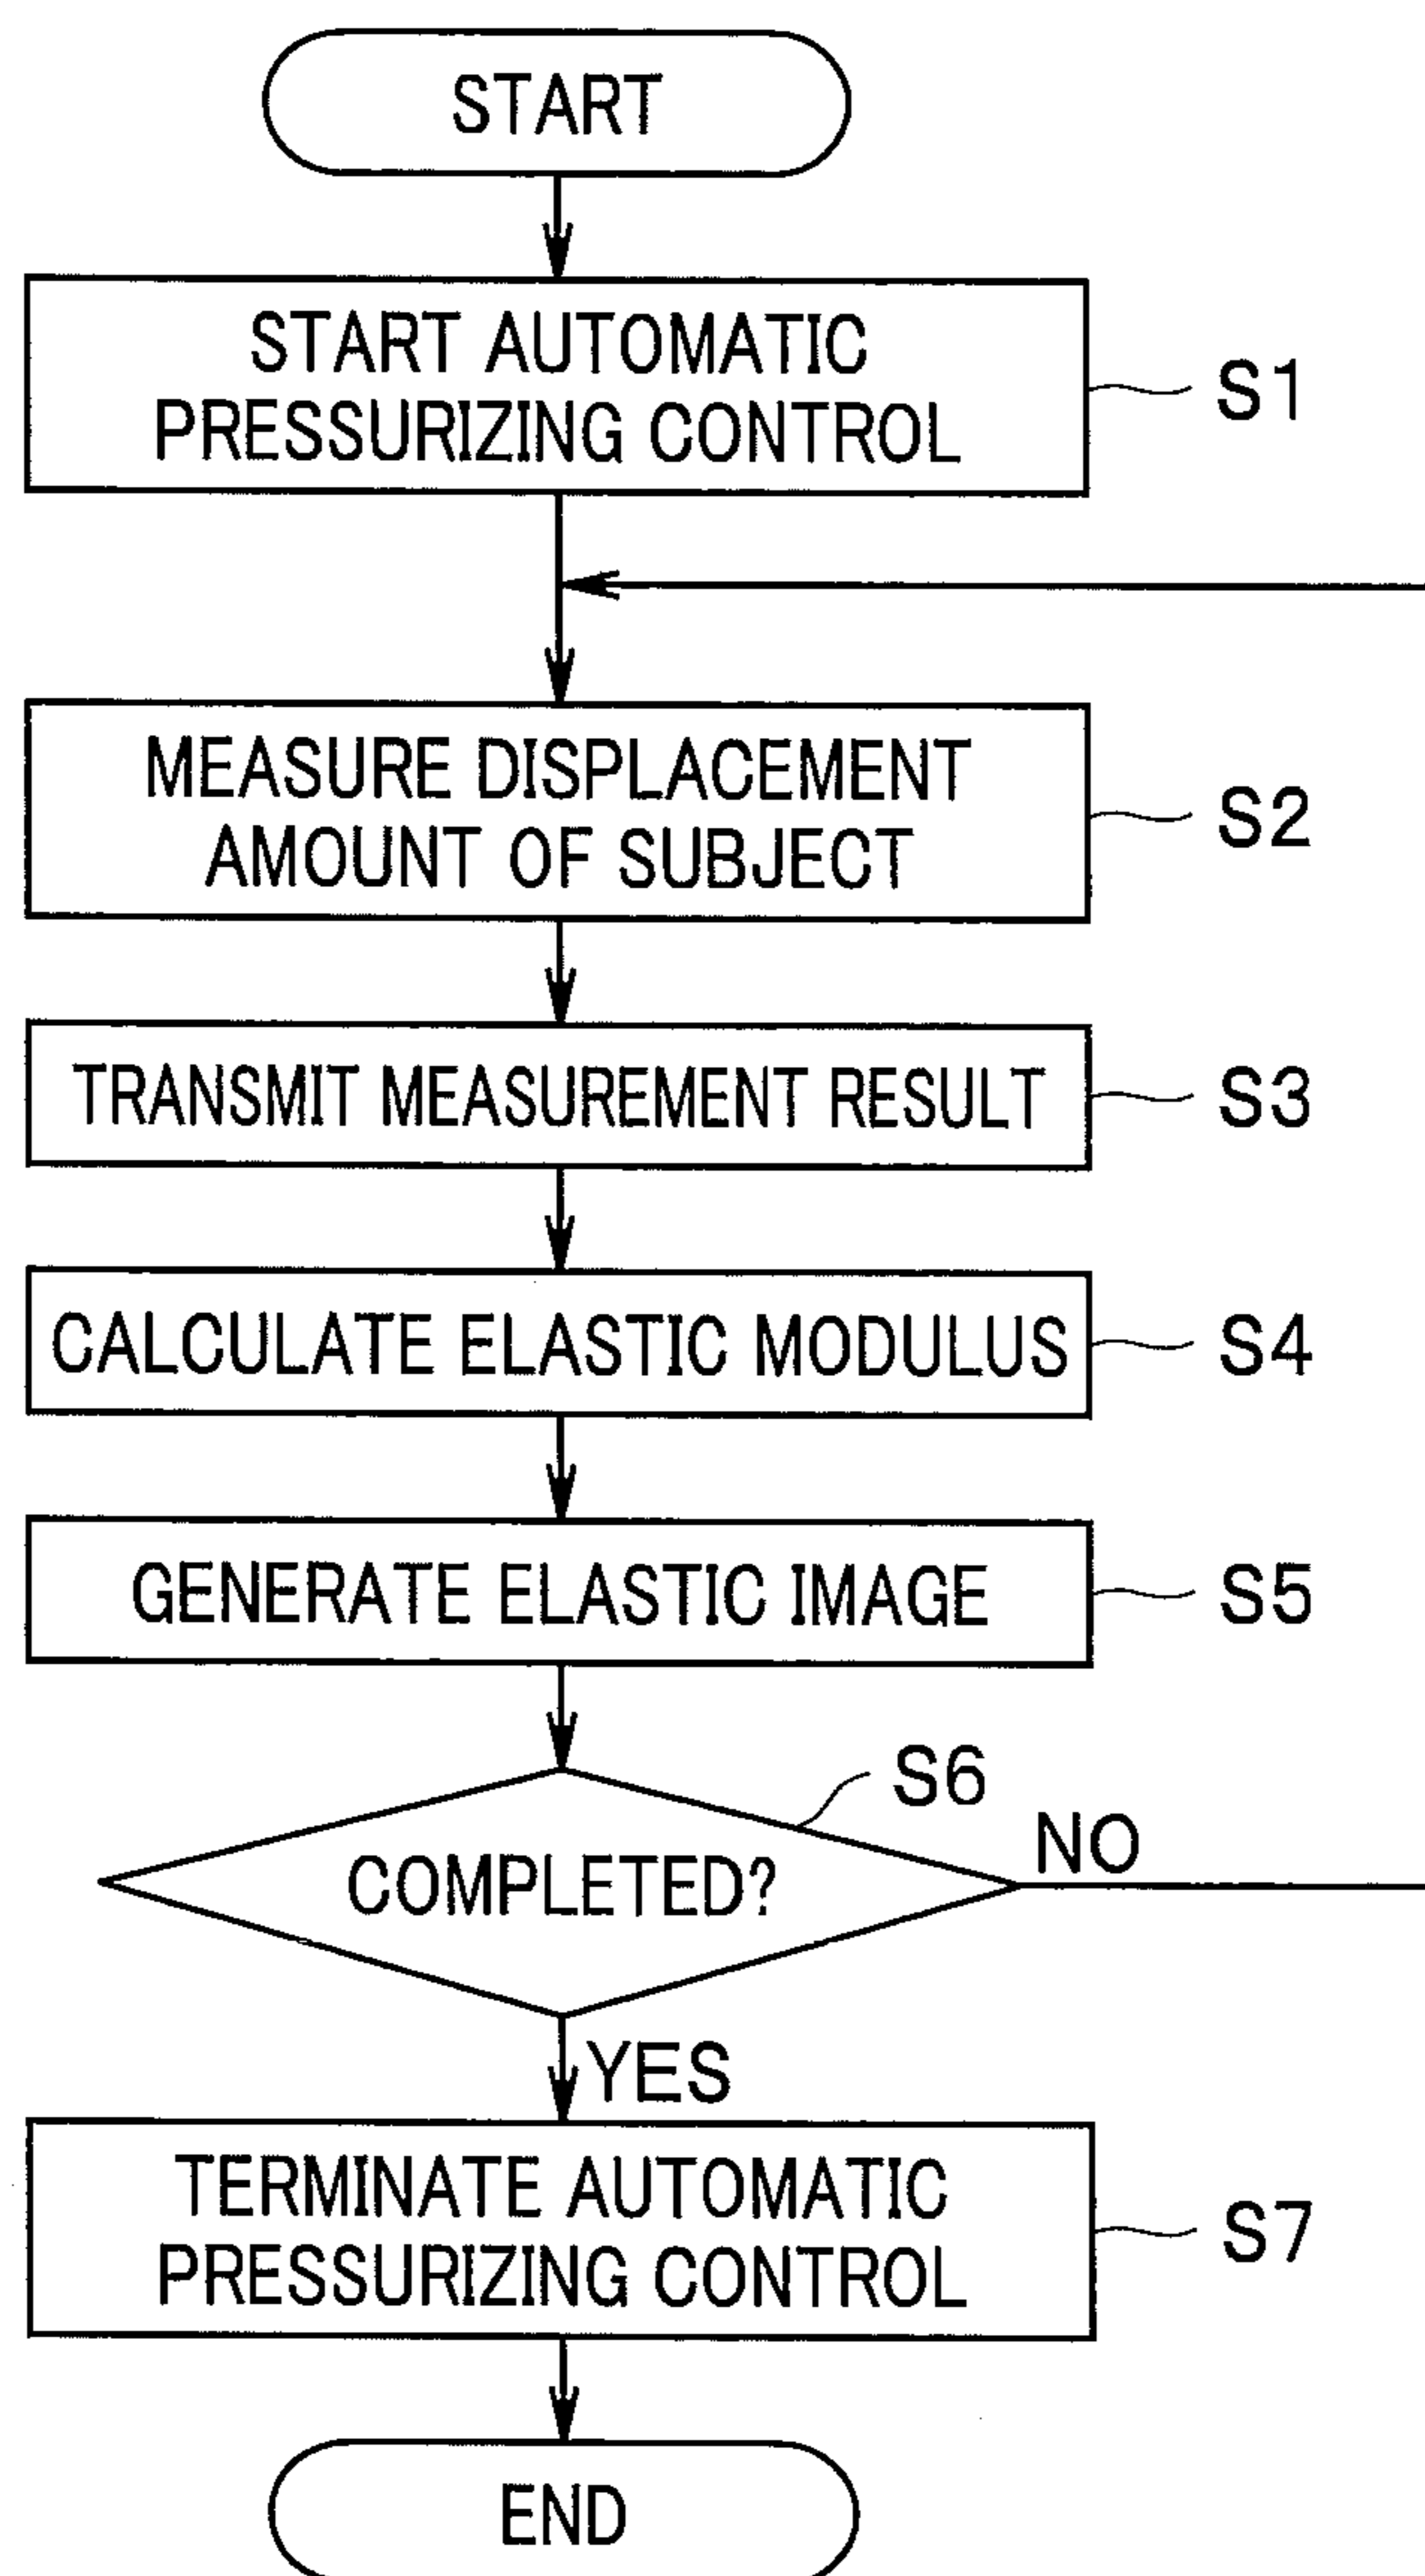 START
START AUTOMATIC
PRESSURIZING CONTROL
S1
MEASURE DISPLACEMENT
AMOUNT OF SUBJECT
S2
TRANSMIT MEASUREMENT RESULT
S3
CALCULATE ELASTIC MODULUS
S4
GENERATE ELASTIC IMAGE
S5
S6
COMPLETED?
NO
YES
TERMINATE AUTOMATIC
PRESSURIZING CONTROL
S7
END